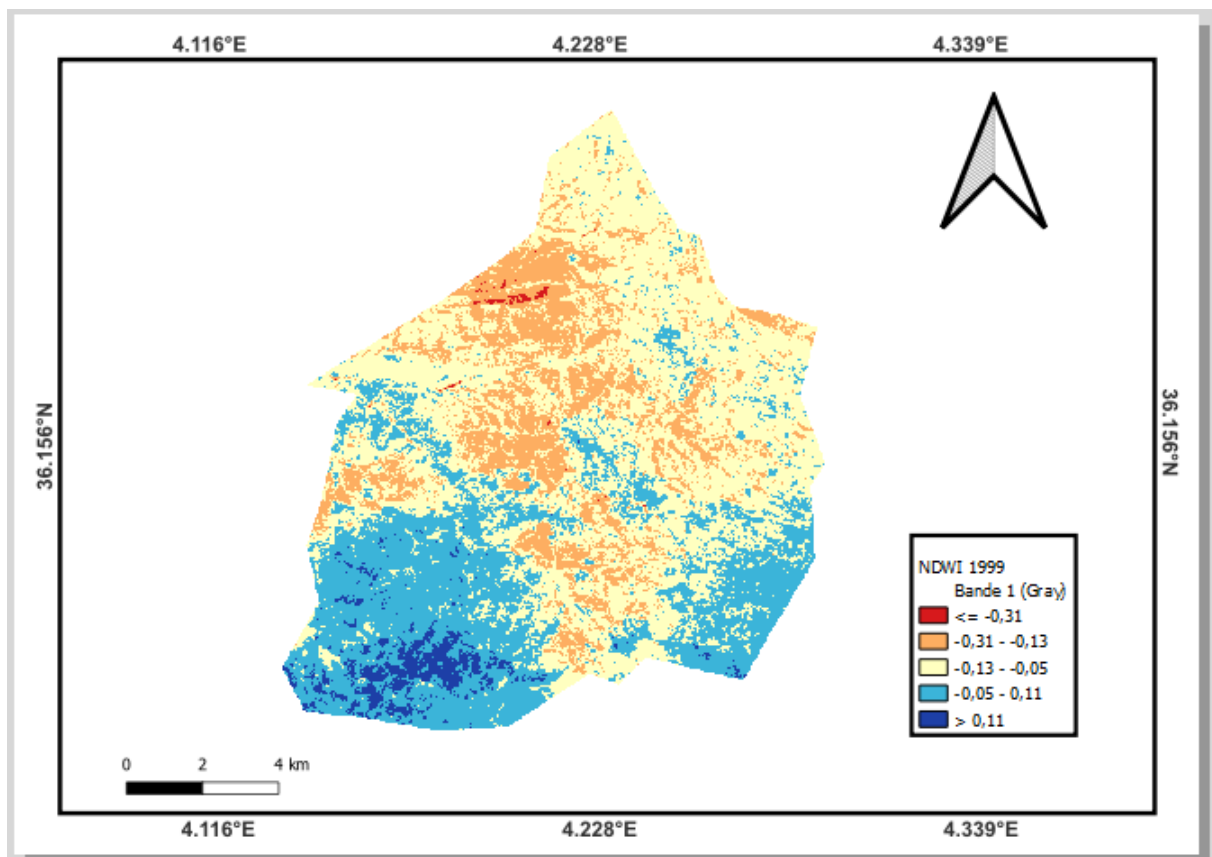 4.116°E 4.228°E 4.339°E
36.156°N
36.156°N
NDWI 1999
Bande 1 (Gray)
<= -0,31
-0,31 - -0,13
-0,13 - -0,05
-0,05 - 0,11
> 0,11
0 2 4 km
4.116°E 4.228°E 4.339°E